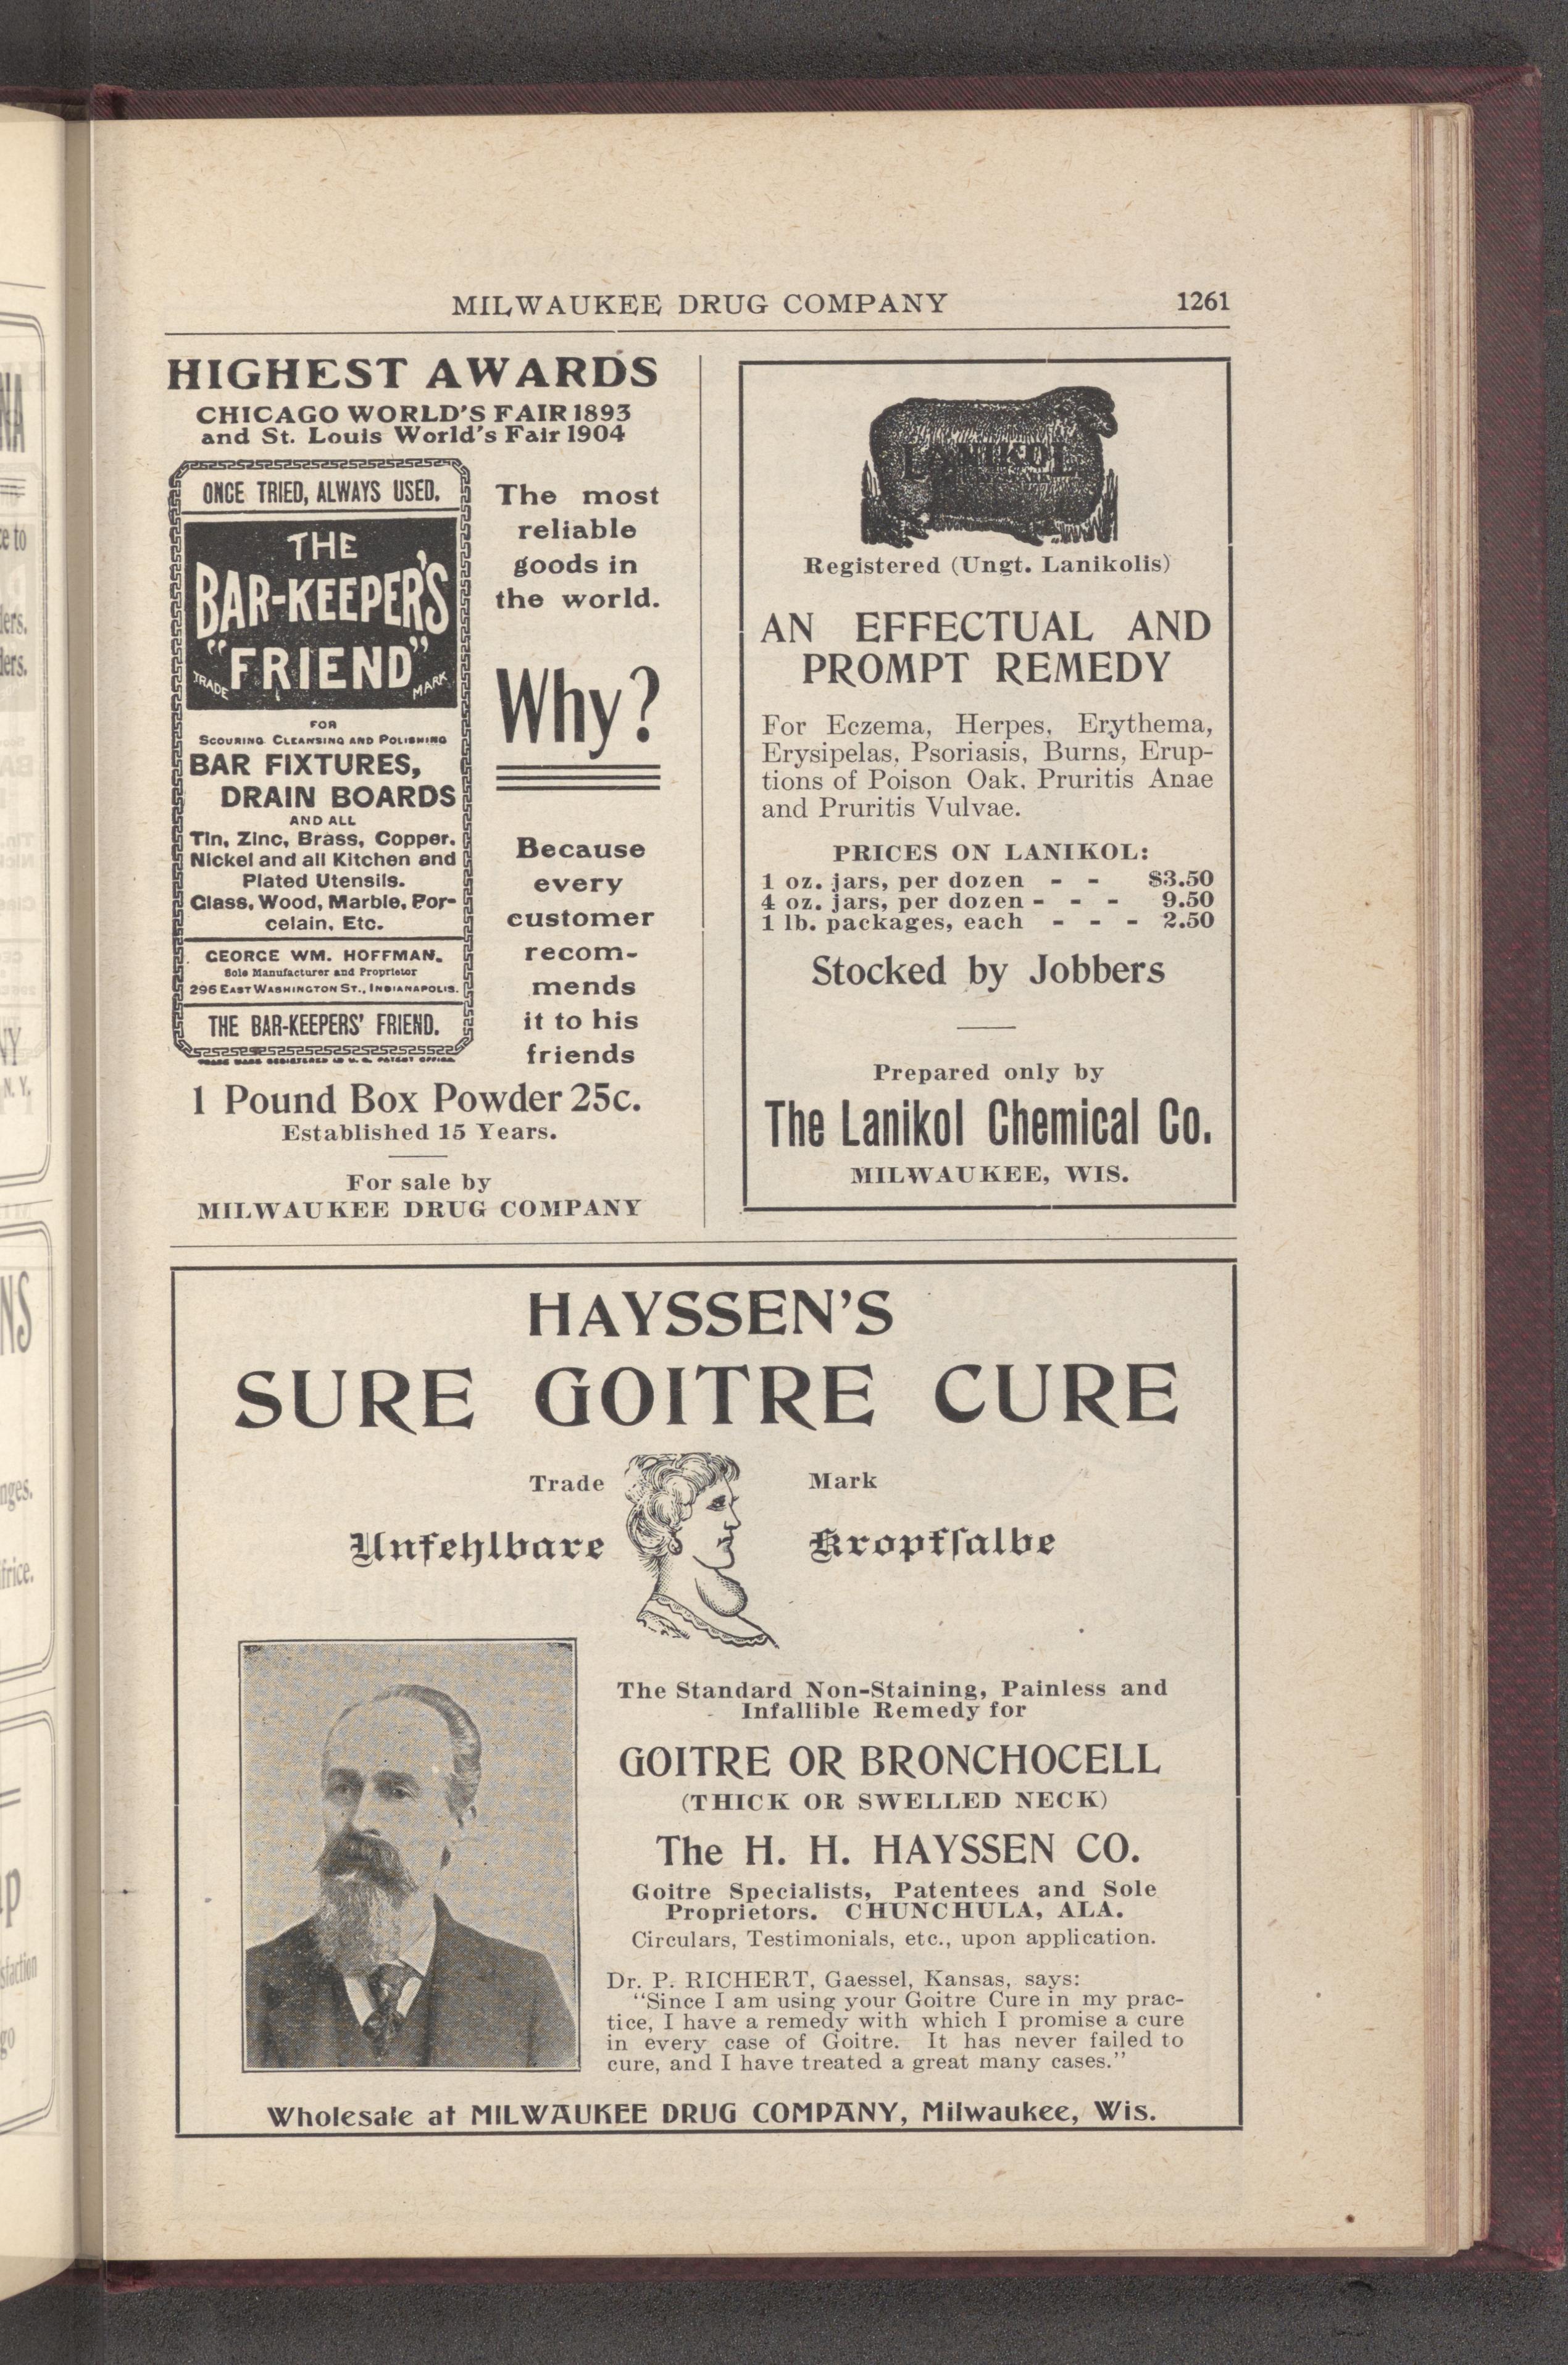 MILWAUKEE DRUG COMPANY 1261
HIGHEST AWARDS
CHICAGO WORLD'S FAIR 1893
and St. Louis World's Fair 1904
ONCE TRIED, ALWAYS USED.
THE
BAR-KEEPER'S
"FRIEND"
TRADE MARK
FOR
SCOURING CLEANSING AND POLISHING
BAR FIXTURES,
DRAIN BOARDS
AND ALL
Tin, Zinc, Brass, Copper.
Nickel and all Kitchen and
Plated Utensils.
Glass, Wood, Marble, Por-
celain, Etc.
GEORGE WM. HOFFMAN.
Sole Manufacturer and Proprietor
295 EAST WASHINGTON ST., INDIANAPOLIS.
THE BAR-KEEPERS' FRIEND.
TRADE MARK REGISTERED IN U. S. PATENT OFFICE
The most
reliable
goods in
the world.
Why?
Because
every
customer
recom-
mends
it to his
friends
1 Pound Box Powder 25c.
Established 15 Years.
For sale by
MILWAUKEE DRUG COMPANY
LANIKOL
Registered (Ungt. Lanikolis)
AN EFFECTUAL AND
PROMPT REMEDY
For Eczema, Herpes, Erythema,
Erysipelas, Psoriasis, Burns, Erup-
tions of Poison Oak, Pruritis Anae
and Pruritis Vulvae.
PRICES ON LANIKOL:
1 oz. jars, per dozen - - $3.50
4 oz. jars, per dozen - - - 9.50
1 lb. packages, each - - - 2.50
Stocked by Jobbers
Prepared only by
The Lanikol Chemical Co.
MILWAUKEE, WIS.
HAYSSEN'S
SURE GOITRE CURE
Trade Mark
Unfehlbare Kropfſalbe
The Standard Non-Staining, Painless and
Infallible Remedy for
GOITRE OR BRONCHOCELL
(THICK OR SWELLED NECK)
The H. H. HAYSSEN CO.
Goitre Specialists, Patentees and Sole
Proprietors. CHUNCHULA, ALA.
Circulars, Testimonials, etc., upon application.
Dr. P. RICHERT, Gaessel, Kansas, says:
"Since I am using your Goitre Cure in my prac-
tice, I have a remedy with which I promise a cure
in every case of Goitre. It has never failed to
cure, and I have treated a great many cases."
Wholesale at MILWAUKEE DRUG COMPANY, Milwaukee, Wis.